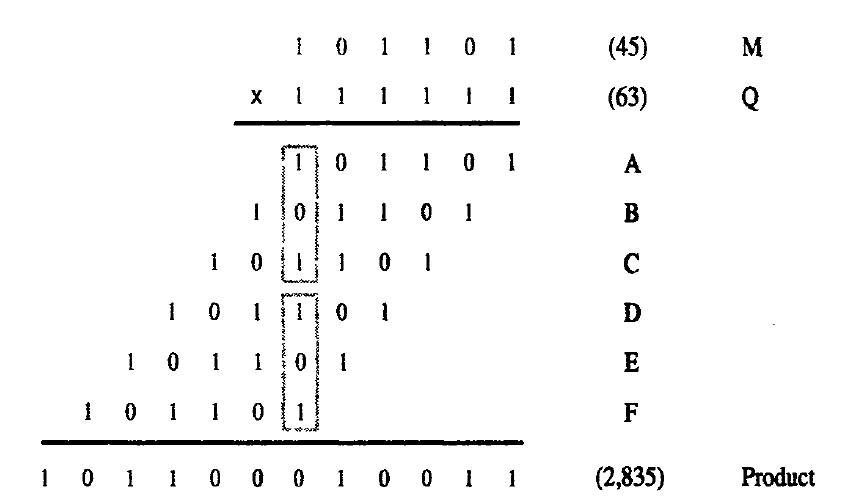 1 0 1 1 0 1 (45) M
x 1 1 1 1 1 1 (63) Q
1 0 1 1 0 1 A
1 0 1 1 0 1 B
1 0 1 1 0 1 C
1 0 1 1 0 1 D
1 0 1 1 0 1 E
1 0 1 1 0 1 F
1 0 1 1 0 0 0 1 0 0 1 1 (2,835) Product